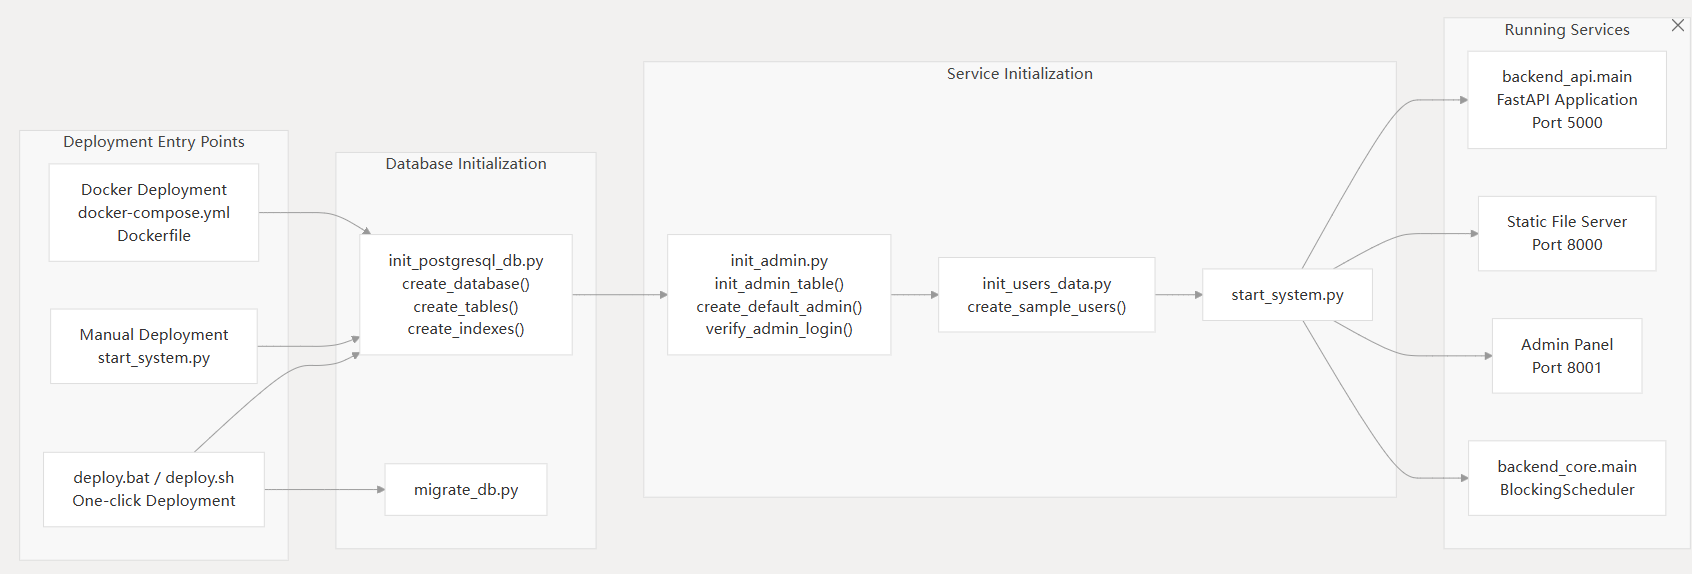 Deployment Entry Points
Docker Deployment
docker-compose.yml
Dockerfile
Manual Deployment
start_system.py
deploy.bat / deploy.sh
One-click Deployment
Database Initialization
init_postgresql_db.py
create_database()
create_tables()
create_indexes()
migrate_db.py
Service Initialization
init_admin.py
init_admin_table()
create_default_admin()
verify_admin_login()
init_users_data.py
create_sample_users()
start_system.py
Running Services
backend_api.main
FastAPI Application
Port 5000
Static File Server
Port 8000
Admin Panel
Port 8001
backend_core.main
BlockingScheduler